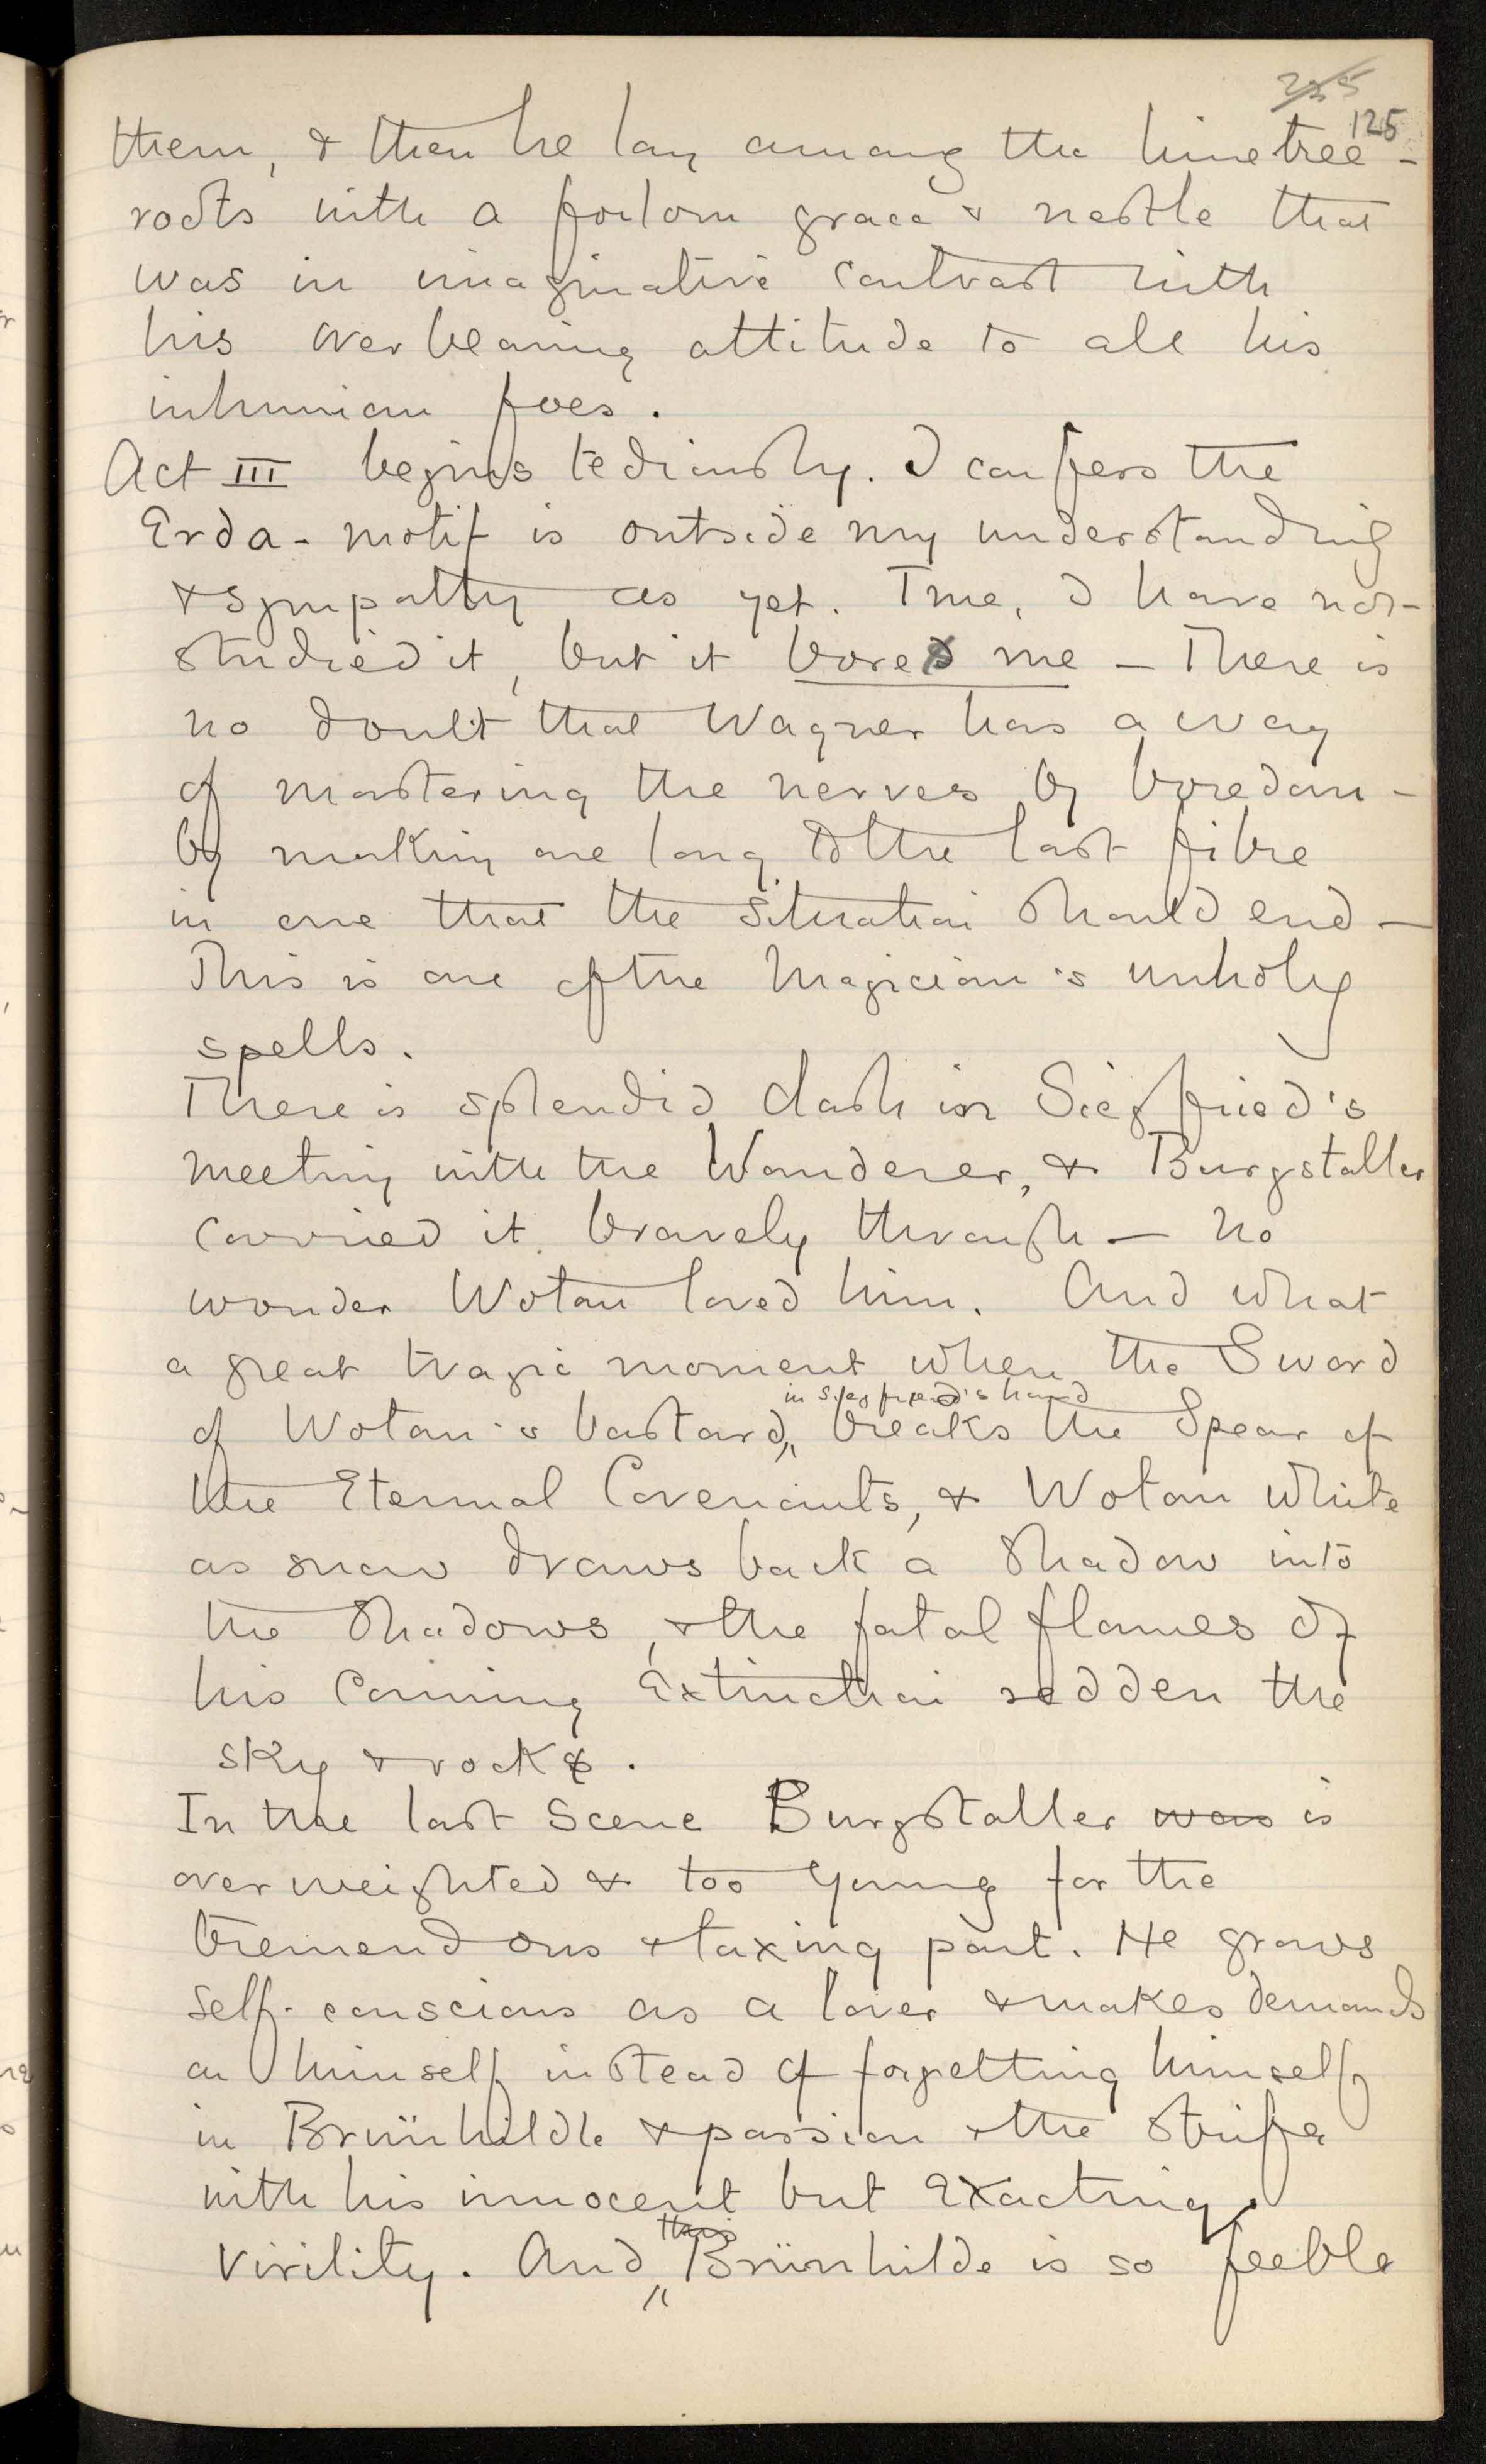 235
125
them, & then he lay among the lime tree-
roots with a forlorn grace & nestle that
was in imaginative contrast with
his overbearing attitude to all his
inhuman foes.
Act III begins tediously. I confess the
Erda-motif is outside my understanding
& sympathy as yet. True, I have not
studied it, but it bores me – There is
no doubt that Wagner has a way
of mastering the nerves by boredom –
by making one long to the last fibre
in one that the situation should end –
This is one of the Magician's unholy
spells.
There is splendid dash in Siegfried's
meeting with the Wanderer, & Burgstaller
carried it bravely through – no
wonder Wotan loved him. And what
a great tragic moment when the Sword
in Siegfried's hand
of Wotan's bastard, breaks the Spear of
the Eternal Covenants, & Wotan white
as snow draws back a Shadow into
the Shadows, & the fatal flames of
his Coming Extinction redden the
sky & rocks.
In the last Scene Burgstaller was is
overweighted & too young for the
tremendous & taxing part. He grows
self-conscious as a lover & makes demands
on himself instead of forgetting himself
in Brünhilde & passion & the strife
with his innocent but exacting
this
virility. And Brünhilde is so feeble